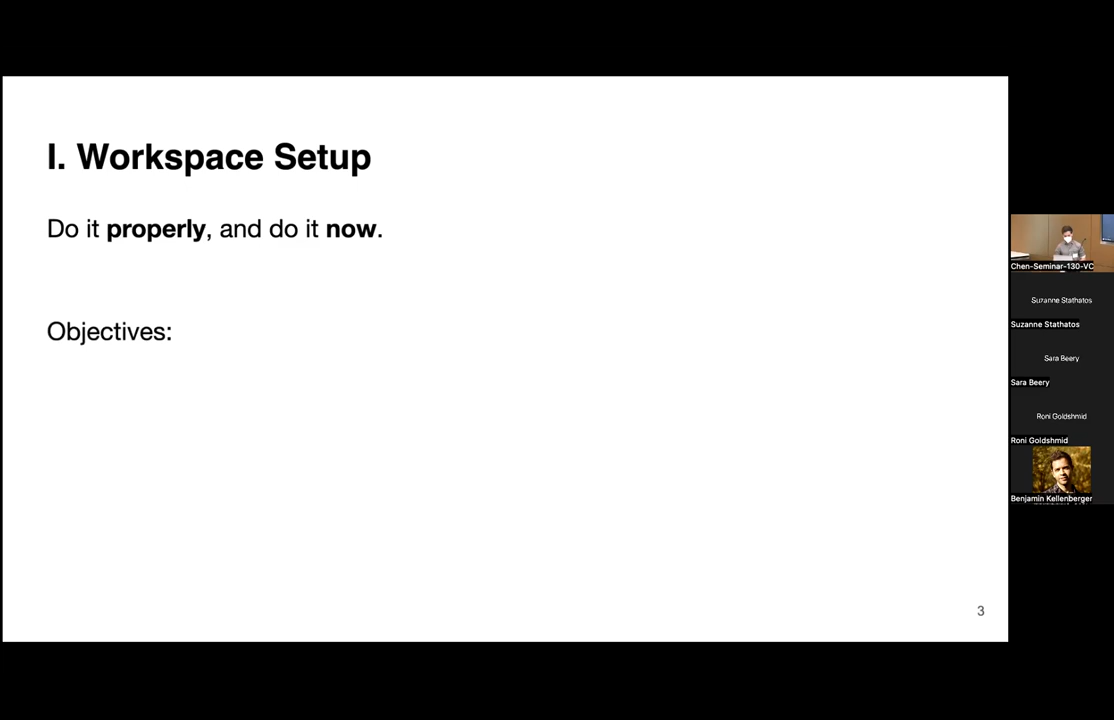 I. Workspace Setup
Do it properly, and do it now.
Objectives:
3
Chen-Seminar-130-VC
Suzanne Stathatos
Suzanne Stathatos
Sara Beery
Sara Beery
Roni Goldshmid
Roni Goldshmid
Benjamin Kellenberger